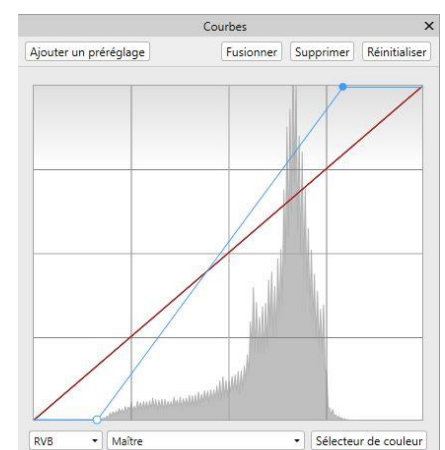 Courbes
Ajouter un préréglage Fusionner Supprimer Réinitialiser
RVB Maître Sélecteur de couleur